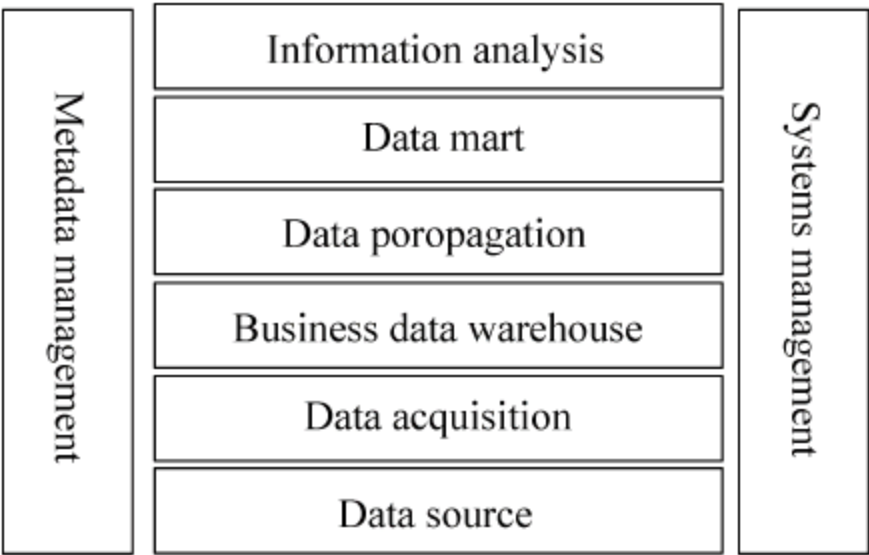 Metadata management
Information analysis
Data mart
Data poropagation
Business data warehouse
Data acquisition
Data source
Systems management